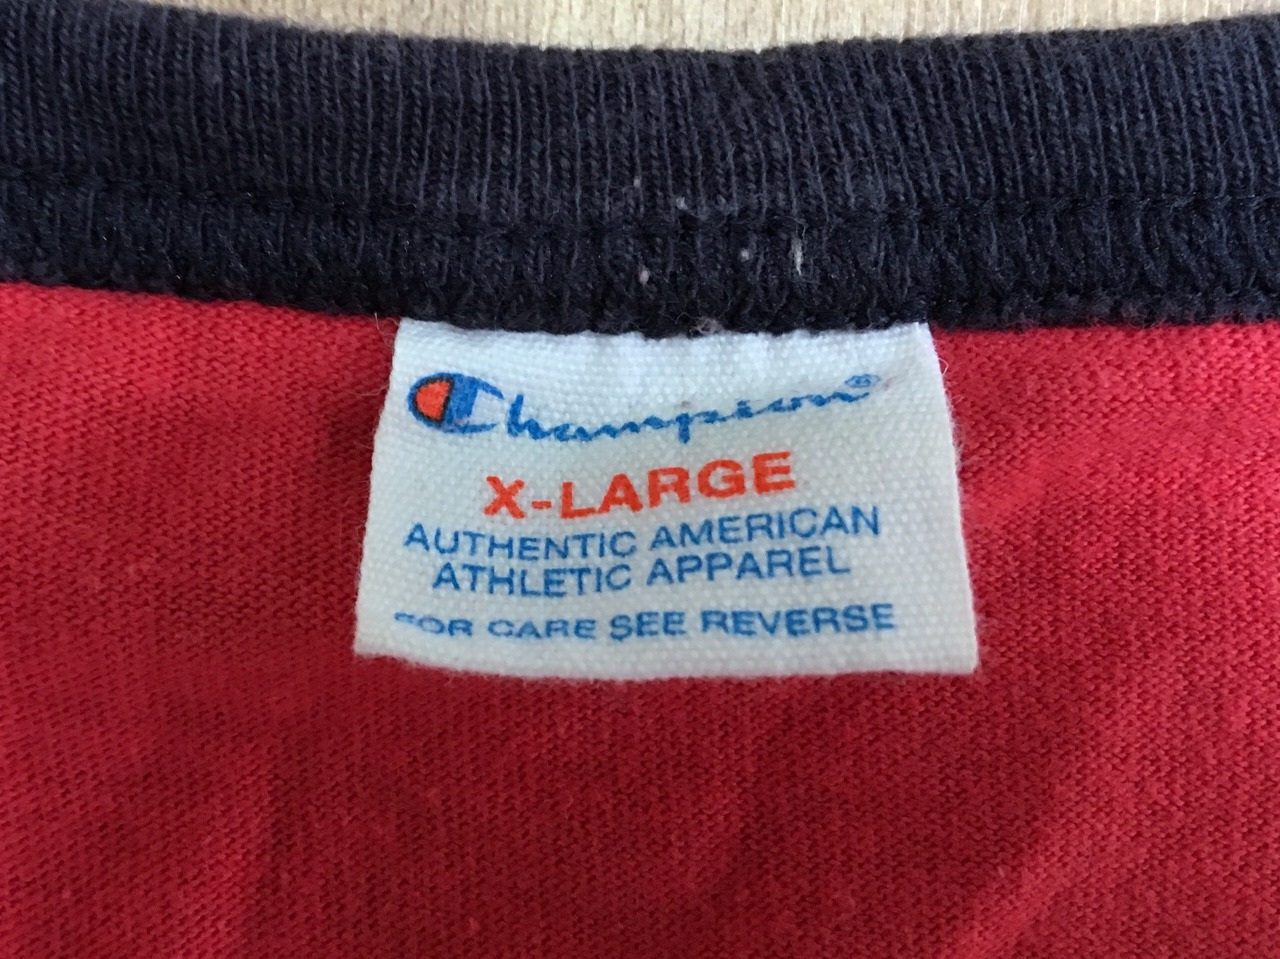 Champion®
X-LARGE
AUTHENTIC AMERICAN
ATHLETIC APPAREL
FOR CARE SEE REVERSE